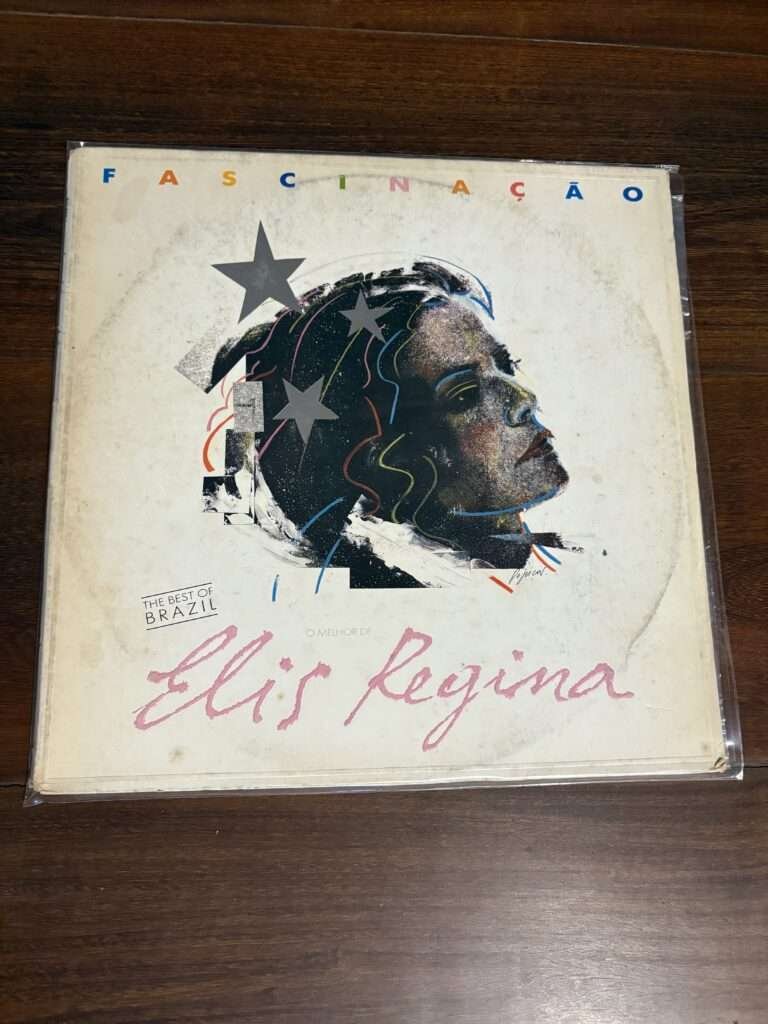 FASCINAÇÃO
THE BEST OF
BRAZIL
O MELHOR DE
Elis Regina